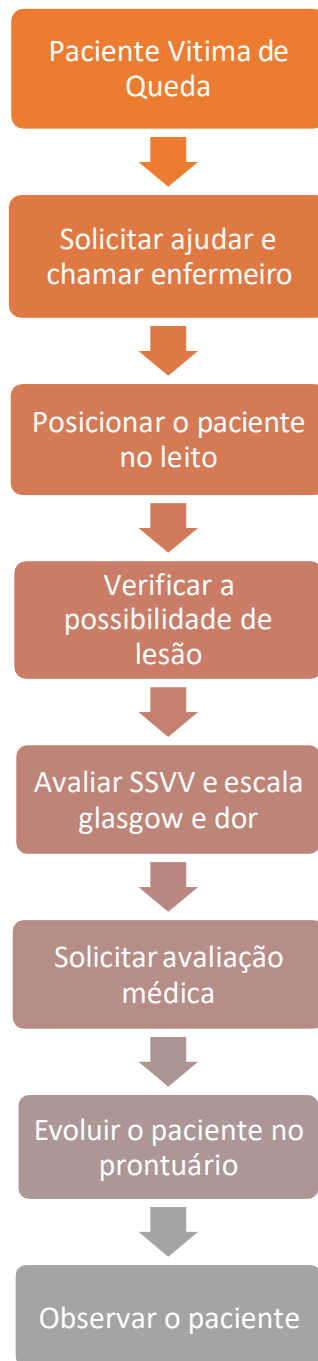 Paciente Vitima de
Queda
Solicitar ajudar e
chamar enfermeiro
Posicionar o paciente
no leito
Verificar a
possibilidade de
lesão
Avaliar SSVV e escala
glasgow e dor
Solicitar avaliação
médica
Evoluir o paciente no
prontuário
Observar o paciente